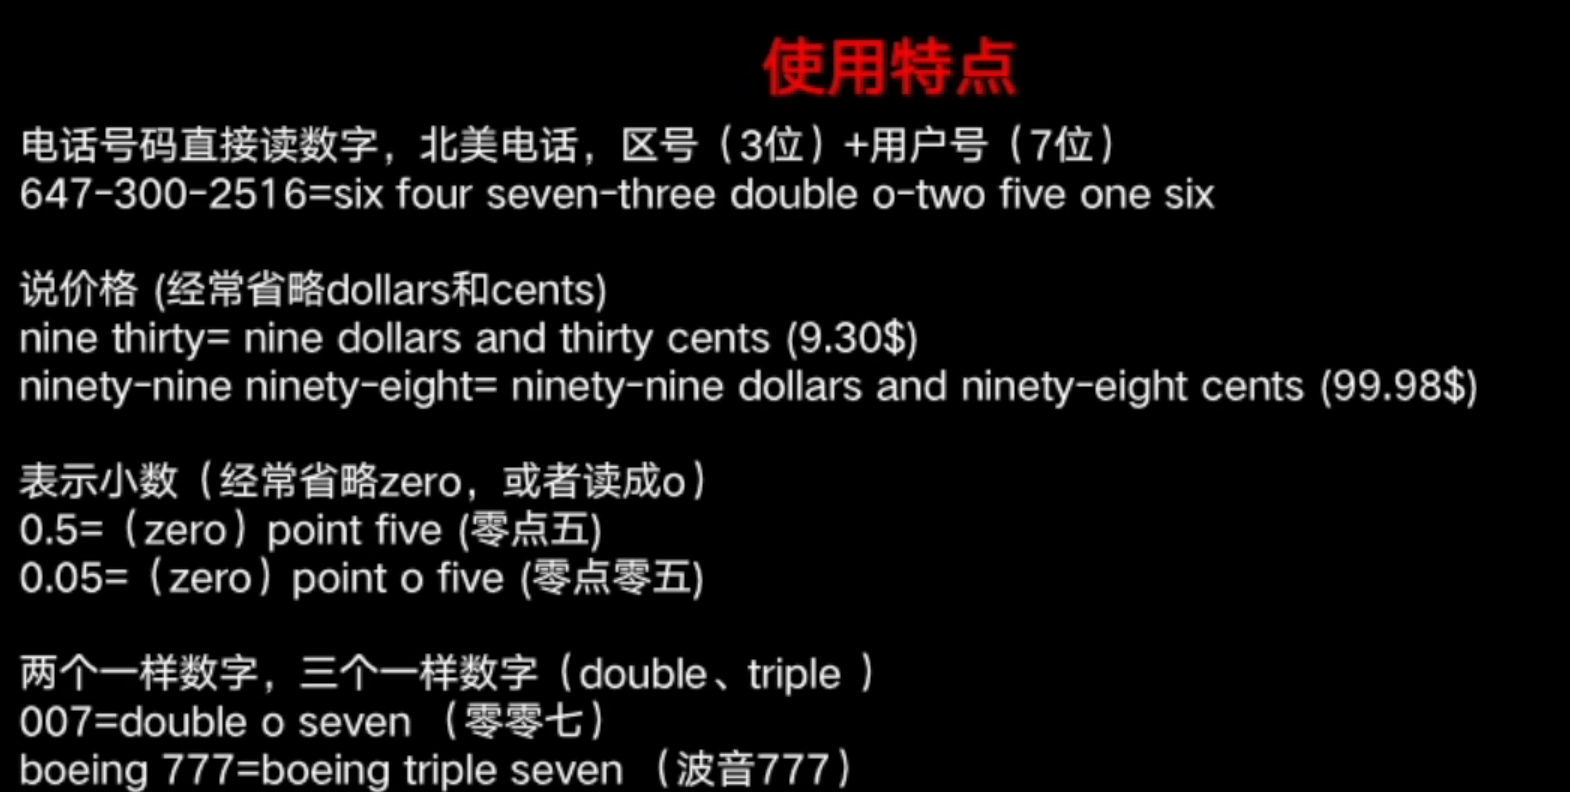 使用特点
电话号码直接读数字，北美电话，区号（3位）+用户号（7位）
647-300-2516=six four seven-three double o-two five one six
说价格 (经常省略dollars和cents)
nine thirty= nine dollars and thirty cents (9.30$)
ninety-nine ninety-eight= ninety-nine dollars and ninety-eight cents (99.98$)
表示小数（经常省略zero，或者读成o）
0.5=（zero）point five (零点五)
0.05=（zero）point o five (零点零五)
两个一样数字，三个一样数字（double、triple ）
007=double o seven （零零七）
boeing 777=boeing triple seven （波音777）